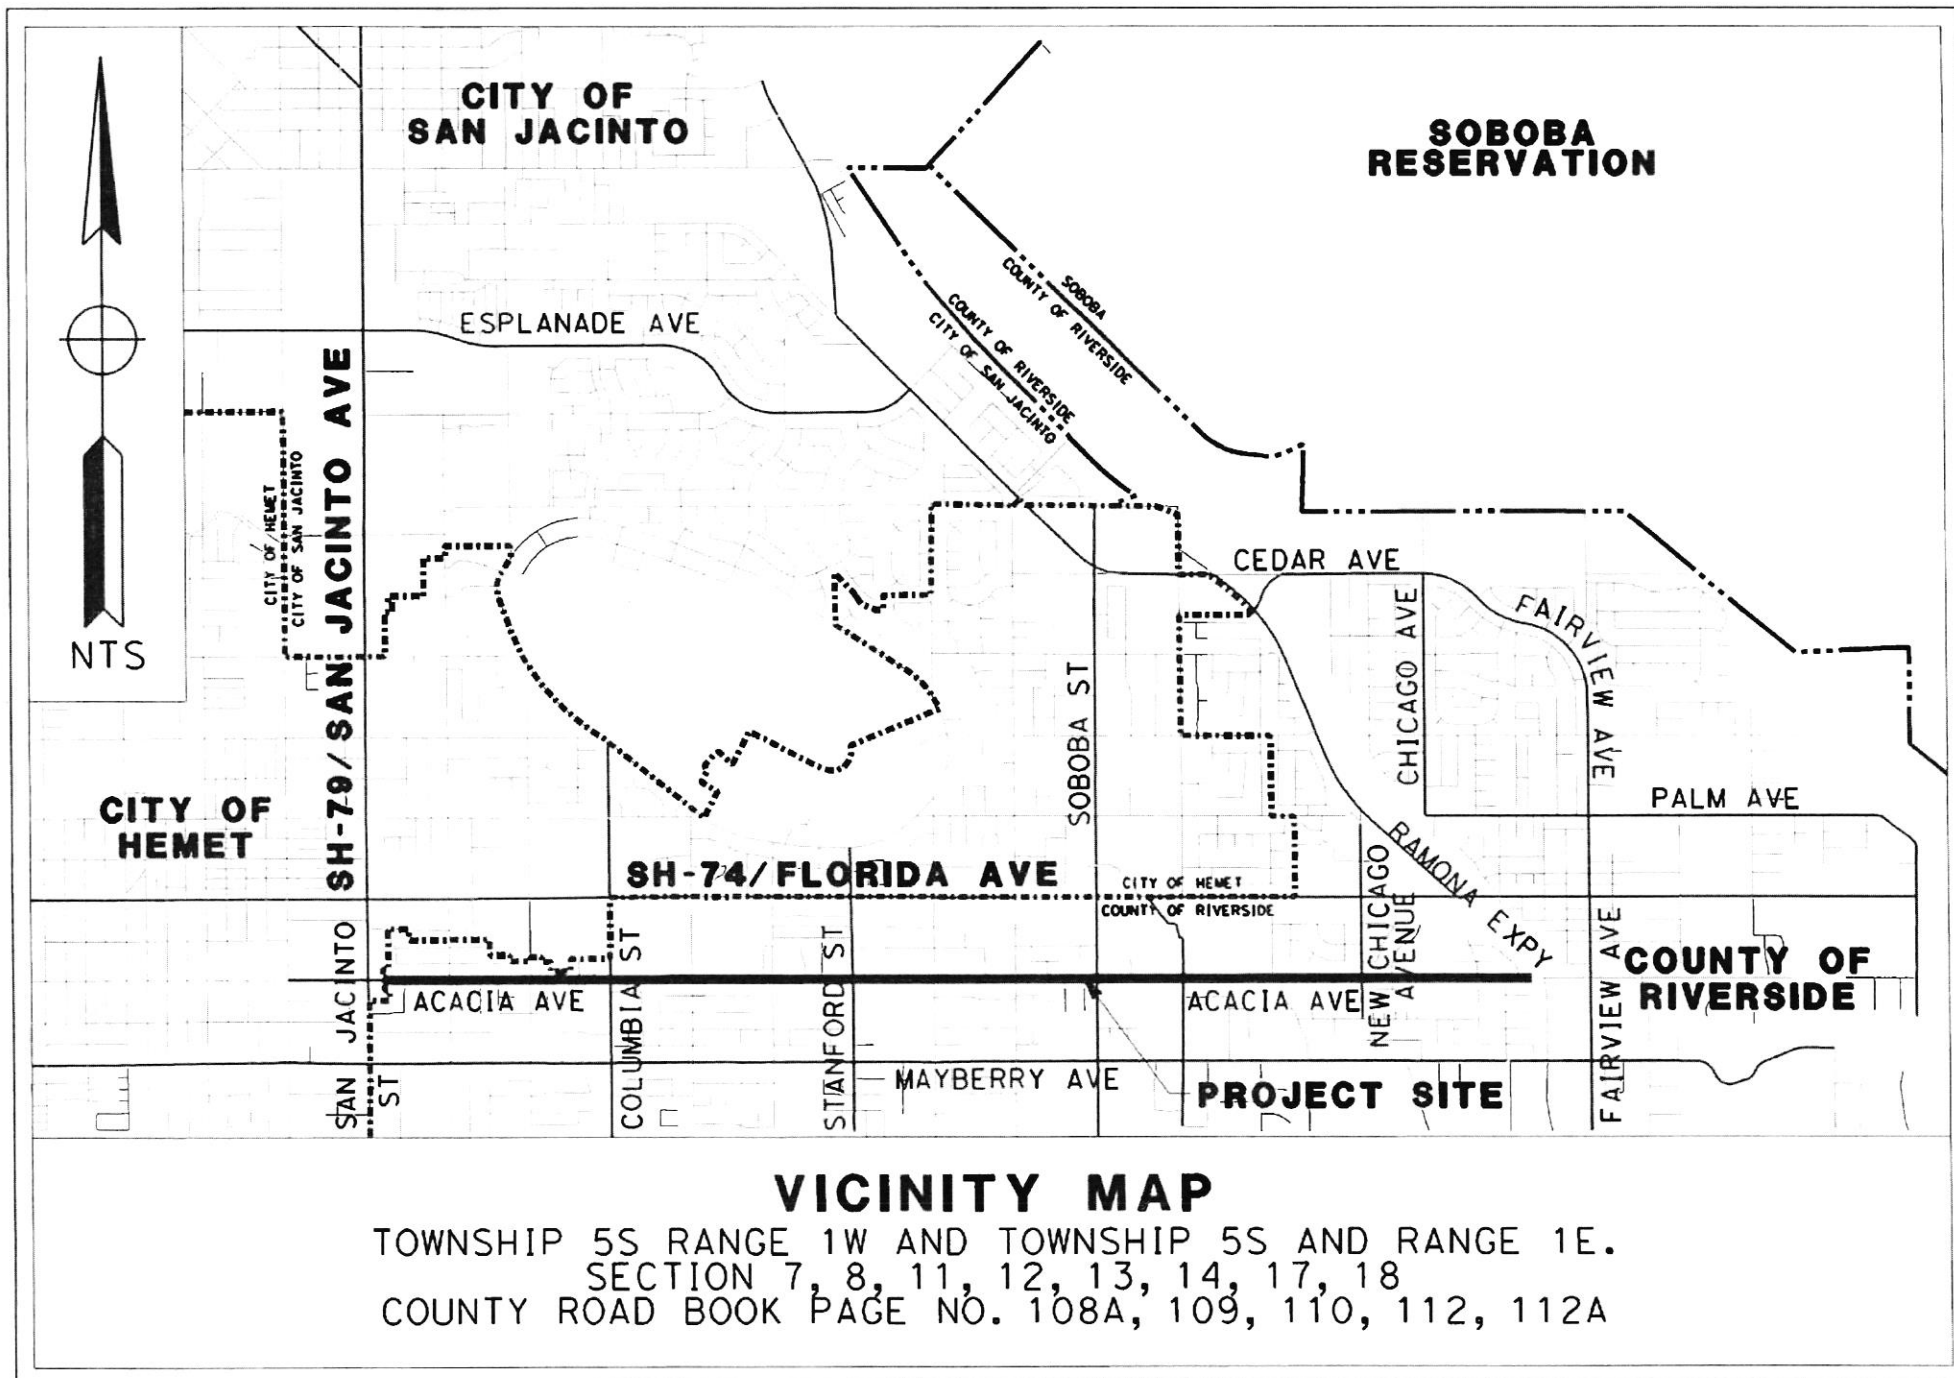 CITY OF
SAN JACINTO
SOBOBA
RESERVATION
NTS
ESPLANADE AVE
SOBOBA
COUNTY OF RIVERSIDE
COUNTY OF RIVERSIDE
CITY OF SAN JACINTO
CITY OF HEMET
CITY OF SAN JACINTO
SH-79/SAN JACINTO AVE
CEDAR AVE
FAIRVIEW AVE
CHICAGO AVE
SOBOBA ST
PALM AVE
CITY OF
HEMET
RAMONA EXPY
SH-74/FLORIDA AVE
CITY OF HEMET
COUNTY OF RIVERSIDE
NEW CHICAGO
AVENUE
SAN JACINTO
ST
COLUMBIA ST
STANFORD ST
FAIRVIEW AVE
COUNTY OF
RIVERSIDE
ACACIA AVE
ACACIA AVE
MAYBERRY AVE
PROJECT SITE
VICINITY MAP
TOWNSHIP 5S RANGE 1W AND TOWNSHIP 5S AND RANGE 1E.
SECTION 7, 8, 11, 12, 13, 14, 17, 18
COUNTY ROAD BOOK PAGE NO. 108A, 109, 110, 112, 112A